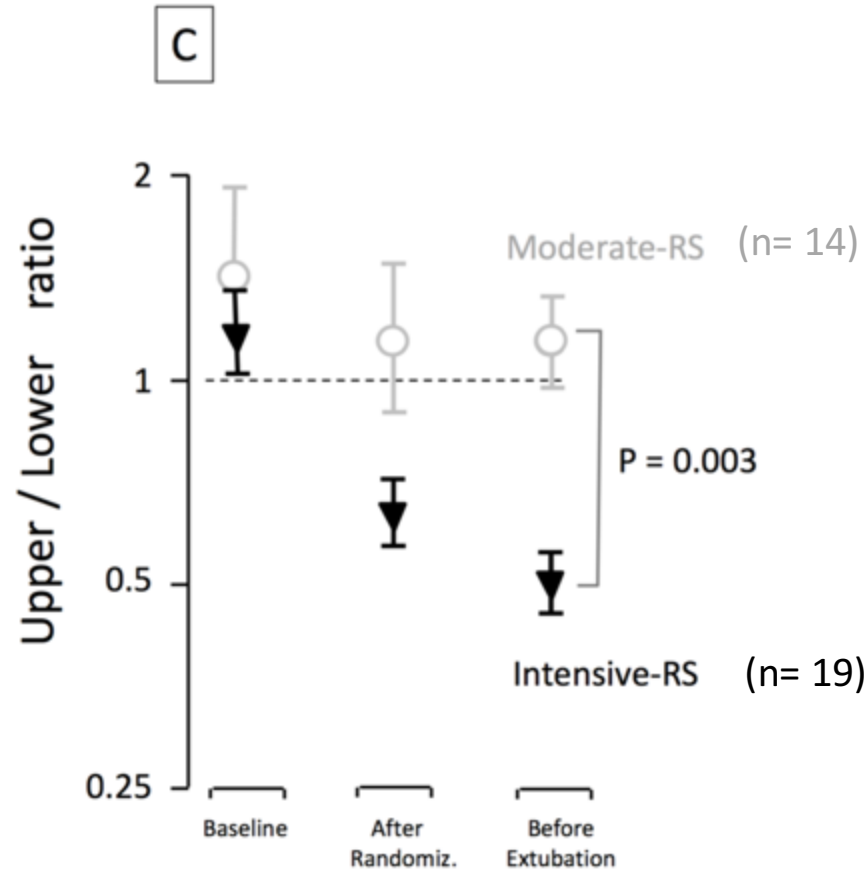 C
Upper / Lower ratio
2
1
0.5
0.25
Moderate-RS (n= 14)
P = 0.003
Intensive-RS (n= 19)
Baseline
After
Randomiz.
Before
Extubation